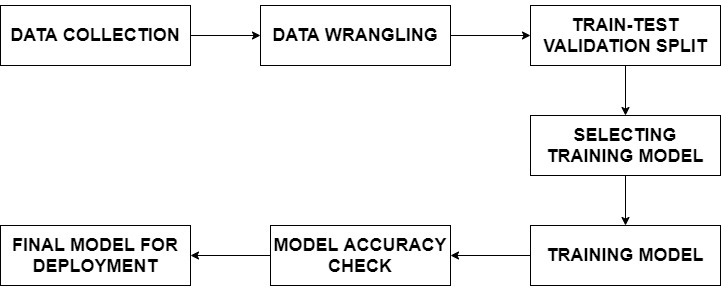 DATA COLLECTION
DATA WRANGLING
TRAIN-TEST
VALIDATION SPLIT
SELECTING
TRAINING MODEL
TRAINING MODEL
MODEL ACCURACY
CHECK
FINAL MODEL FOR
DEPLOYMENT